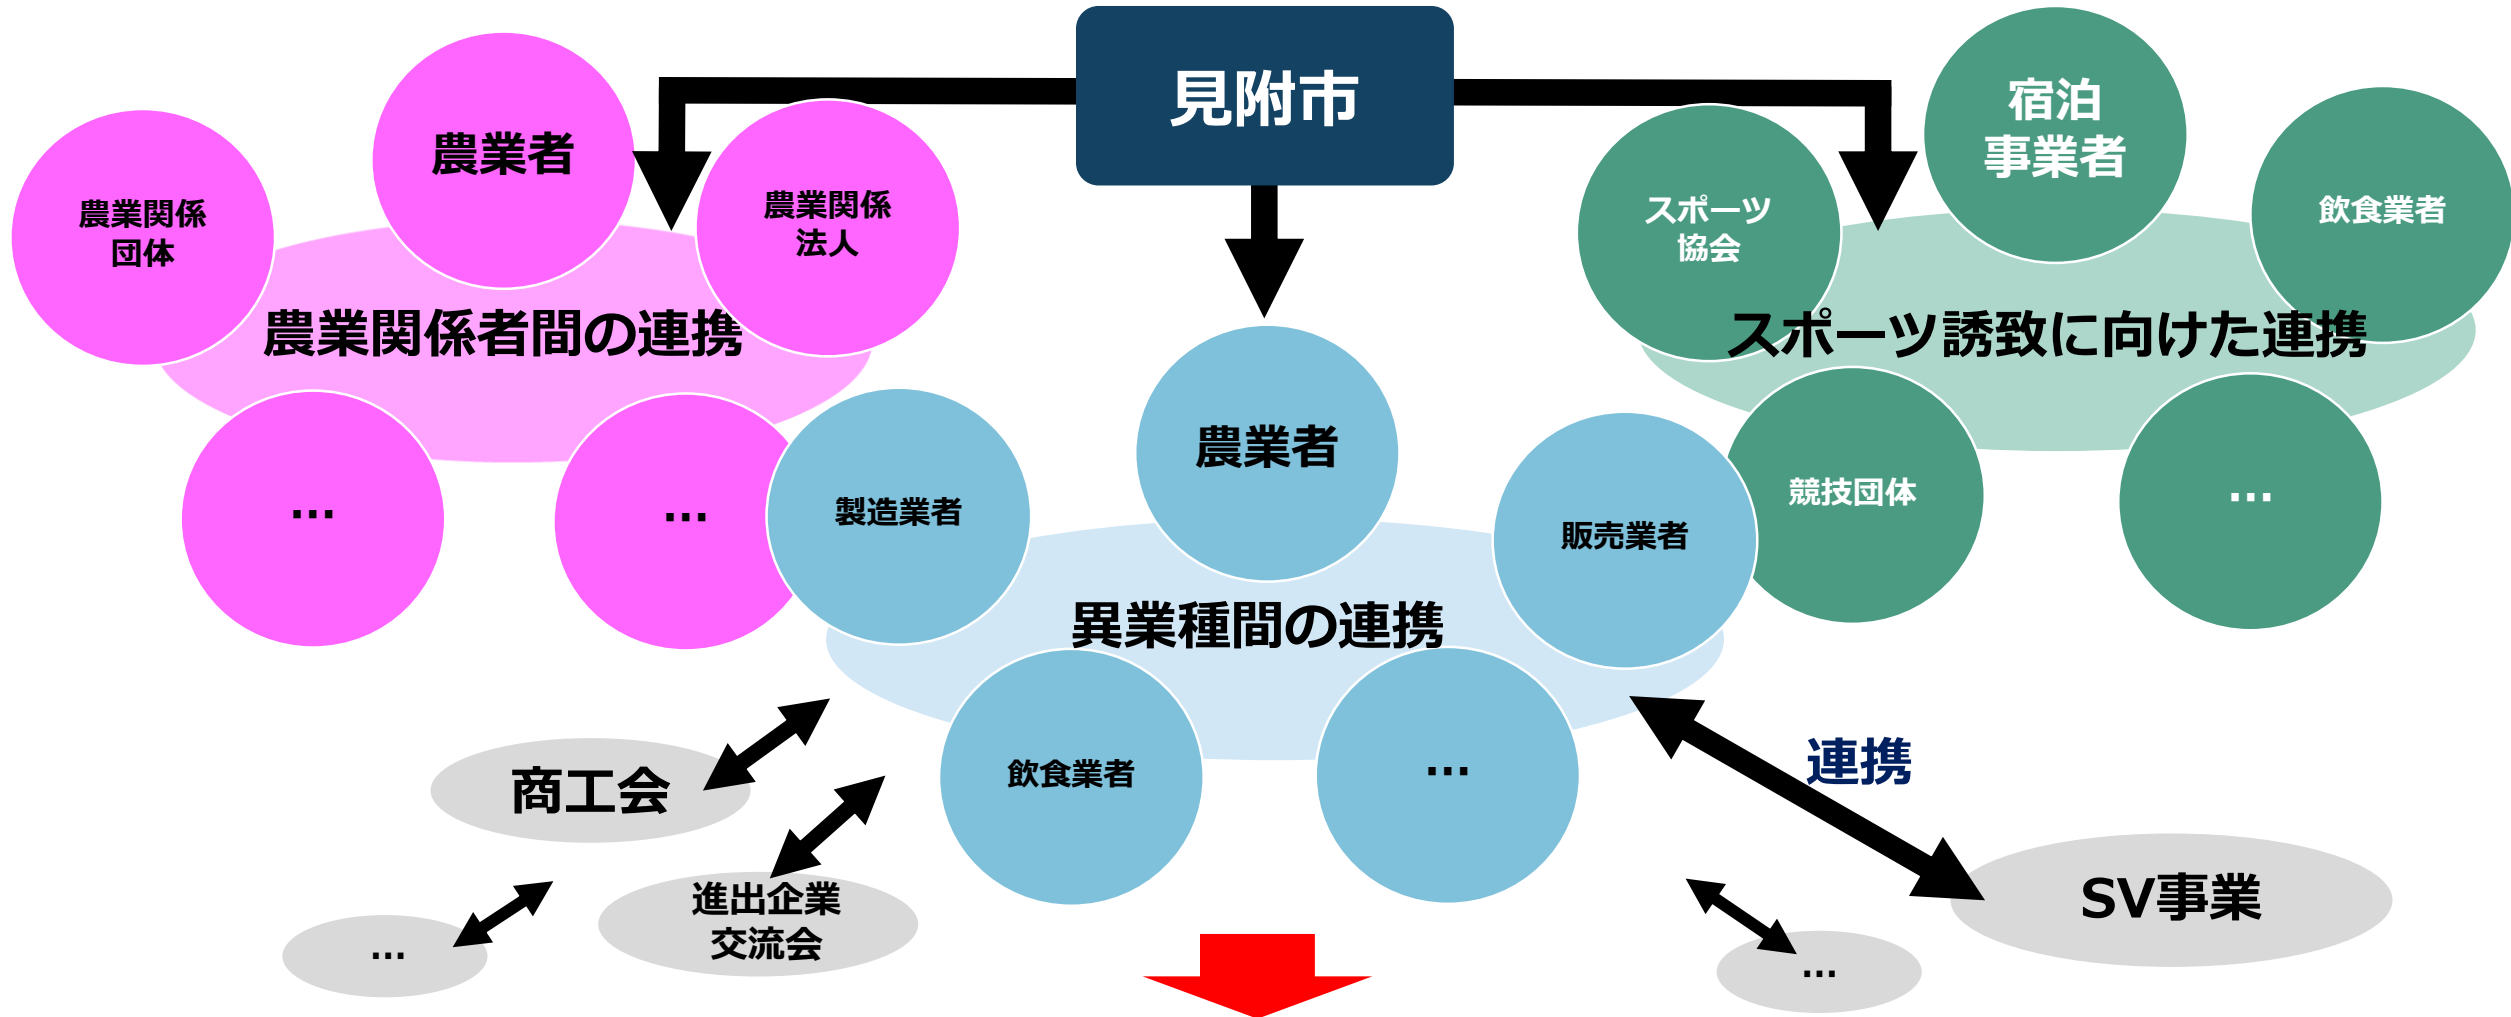 見附市
農業者
農業関係
団体
農業関係
法人
農業関係者間の連携
...
...
宿泊
事業者
スポーツ
協会
飲食業者
スポーツ誘致に向けた連携
競技団体
...
農業者
製造業者
販売業者
異業種間の連携
飲食業者
...
商工会
進出企業
交流会
...
連携
SV事業
...